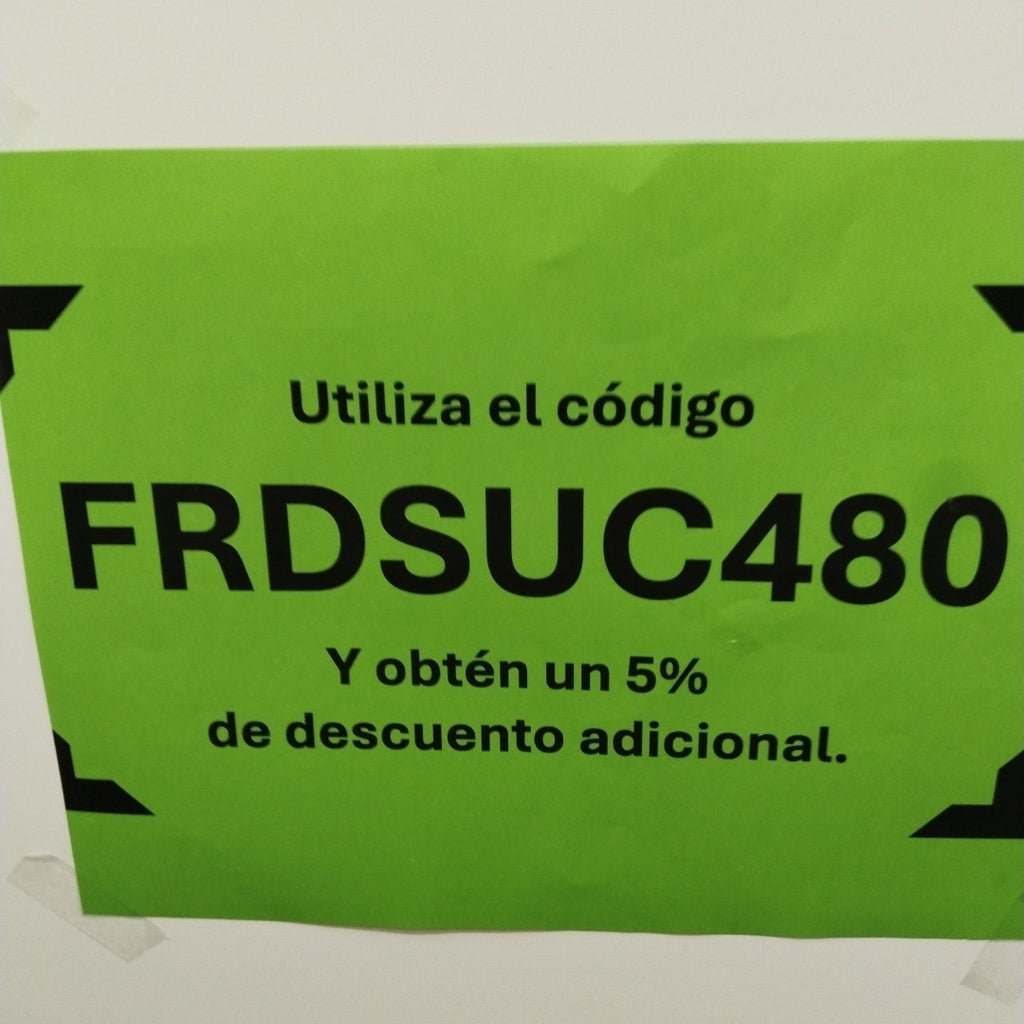 Utiliza el código
FRDSUC480
Y obtén un 5%
de descuento adicional.